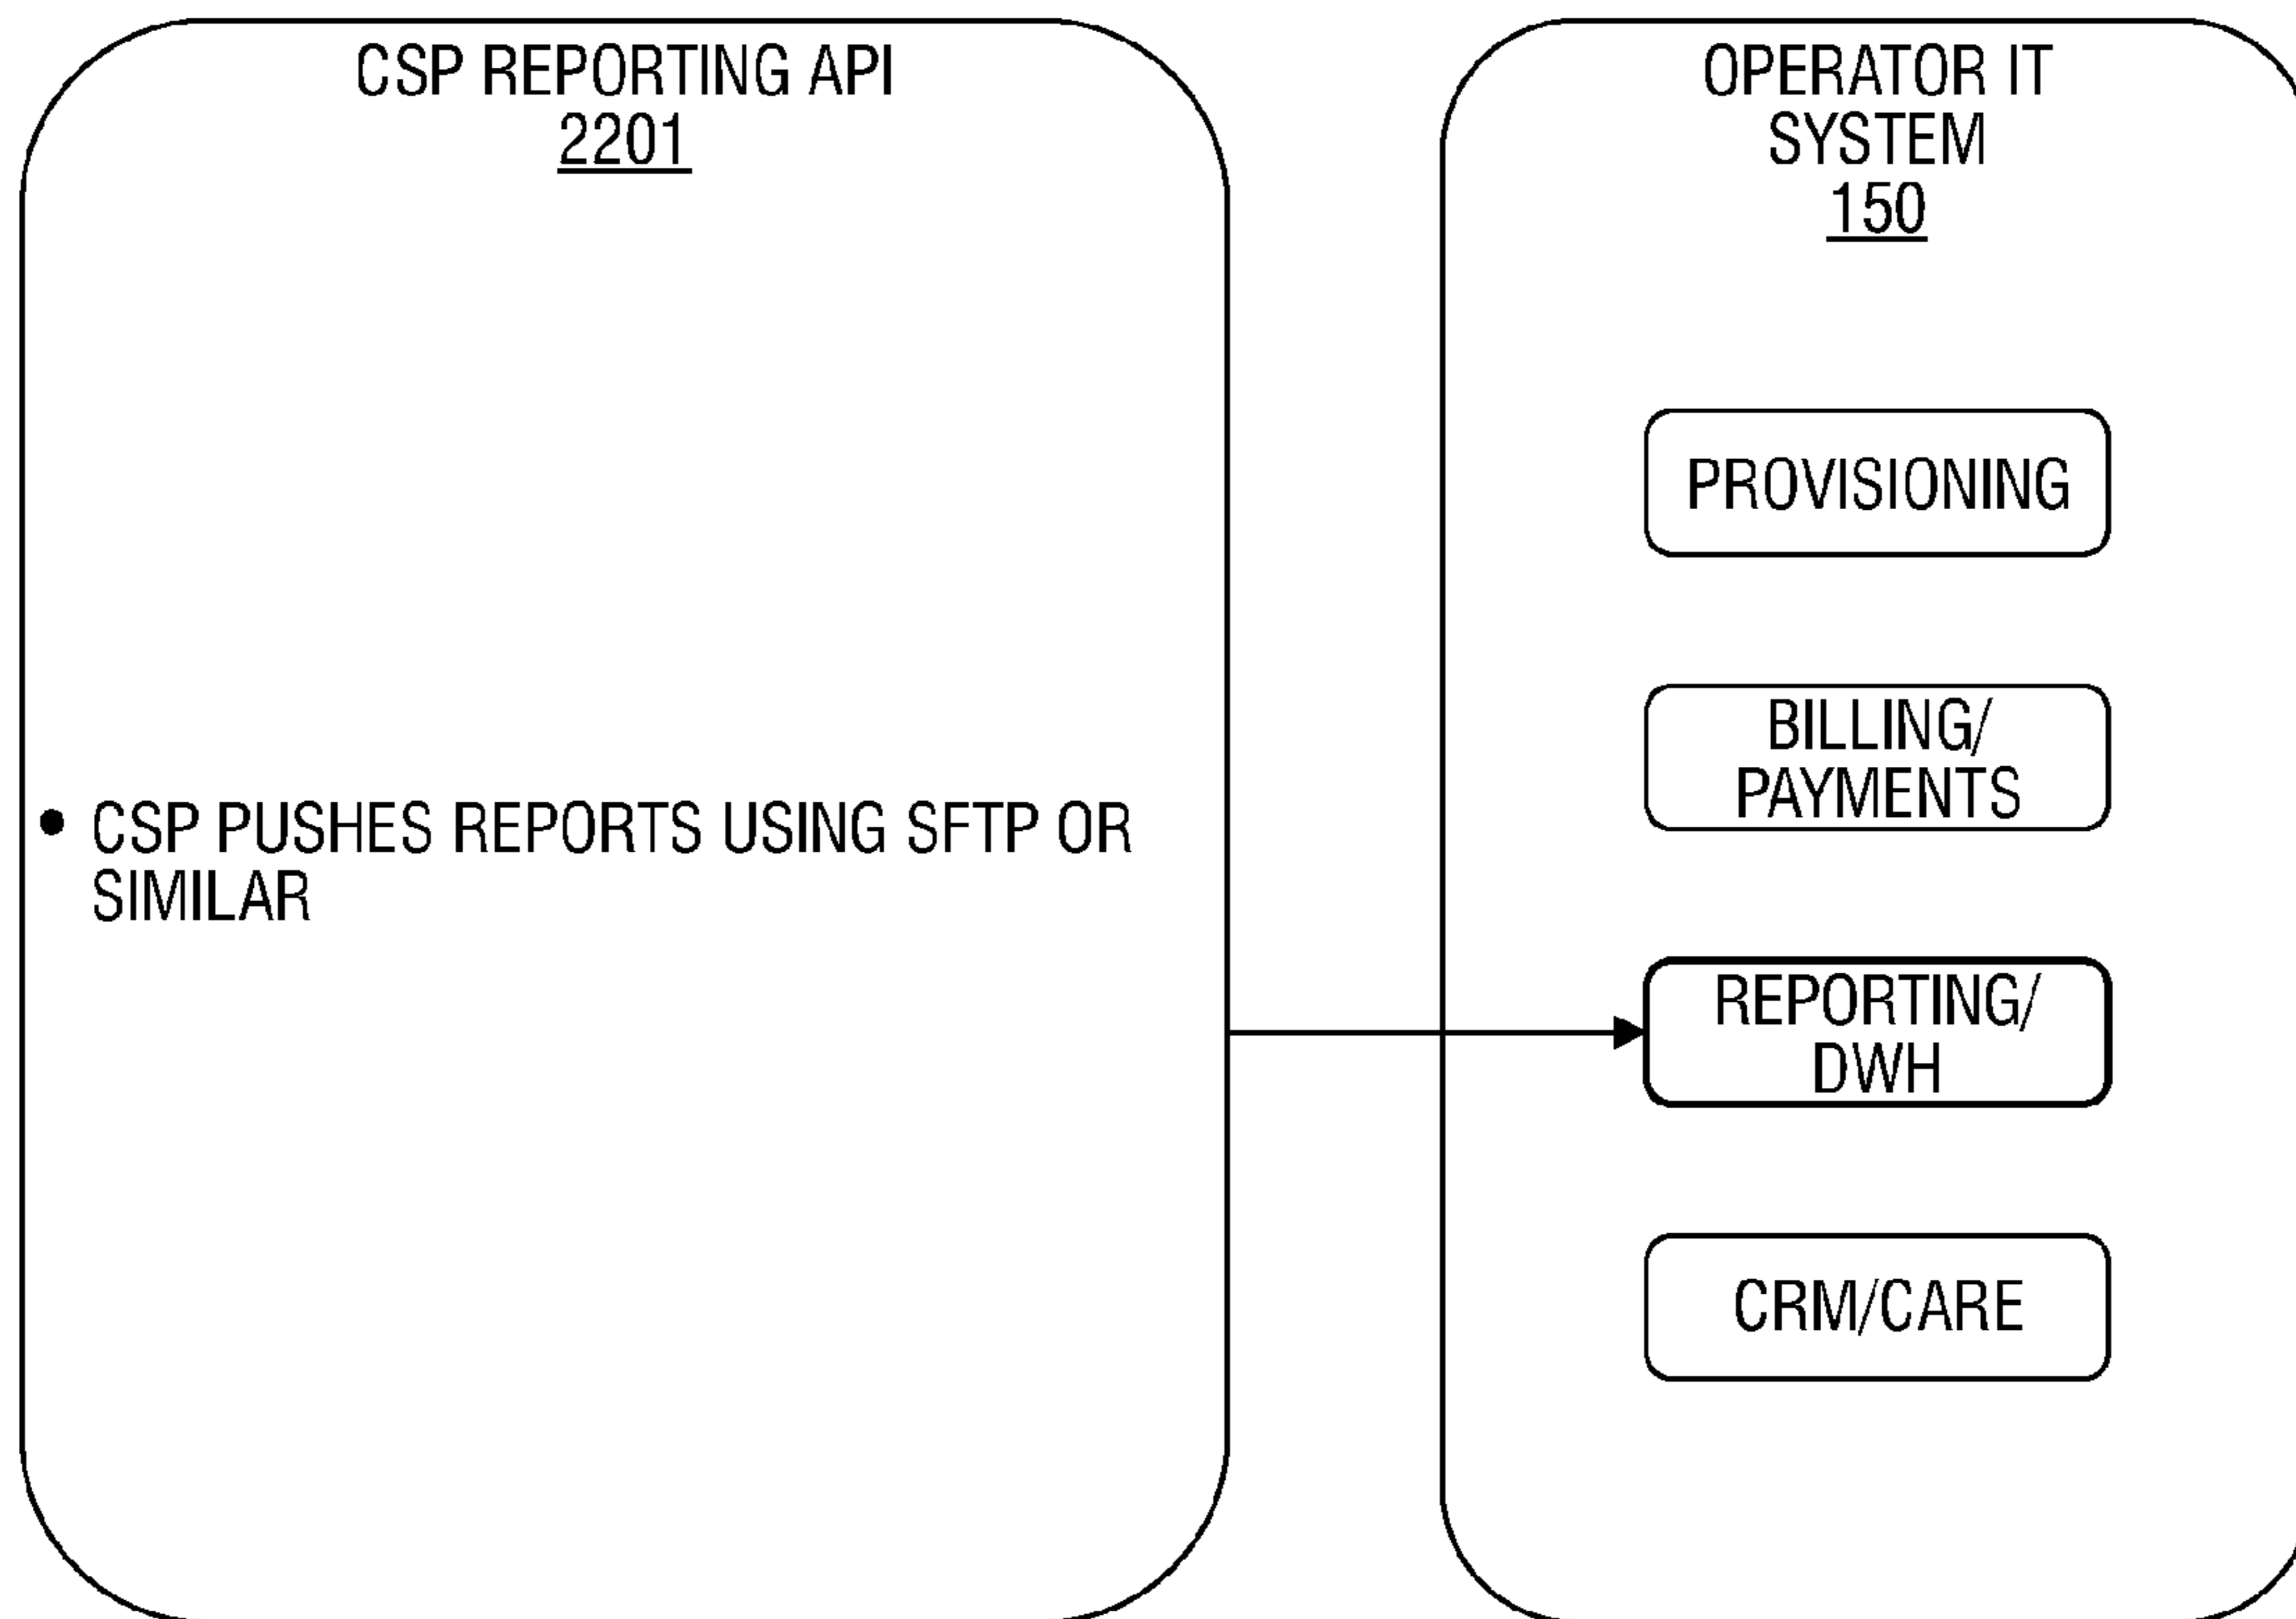 CSP REPORTING API
2201
• CSP PUSHES REPORTS USING SFTP OR
SIMILAR
OPERATOR IT
SYSTEM
150
PROVISIONING
BILLING/
PAYMENTS
REPORTING/
DWH
CRM/CARE